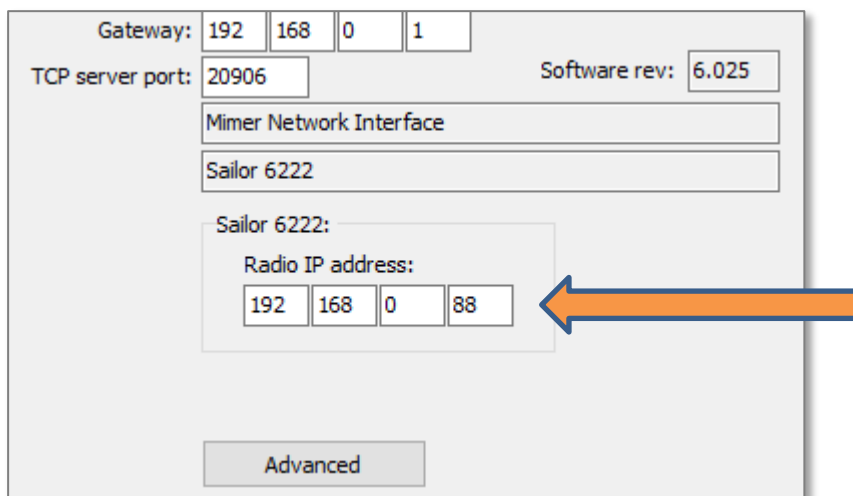 Gateway: 192 168 0 1
TCP server port: 20906 Software rev: 6.025
Mimer Network Interface
Sailor 6222
Sailor 6222:
Radio IP address:
192 168 0 88
Advanced